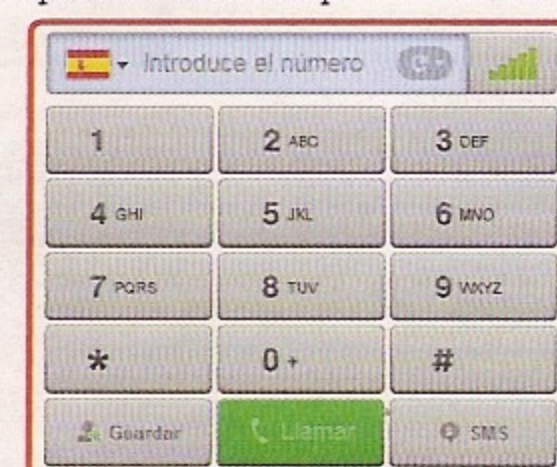 Introduce el número
1 2 ABC 3 DEF
4 GHI 5 JKL 6 MNO
7 PQRS 8 TUV 9 WXYZ
* 0 + #
Guardar Llamar SMS